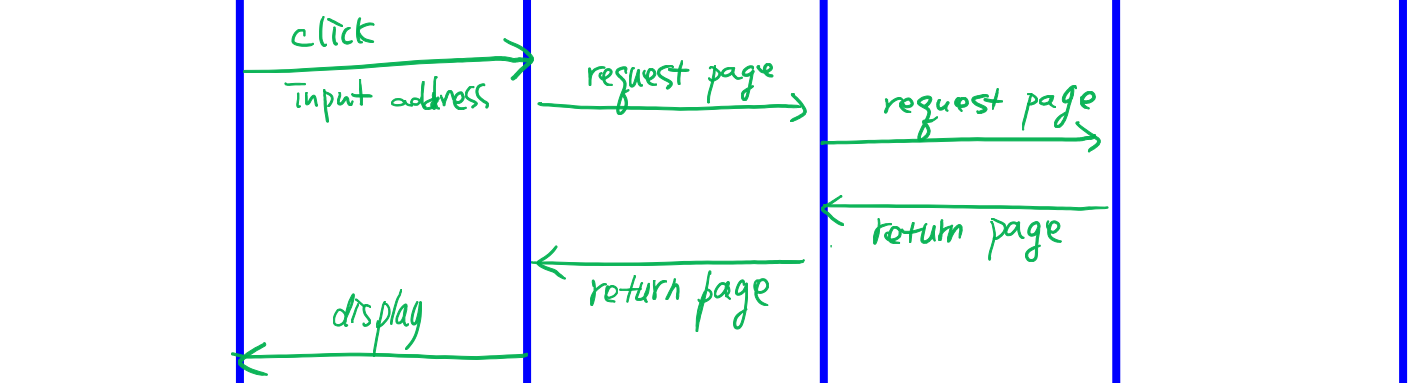 click
input address
request page
request page
return page
return page
display